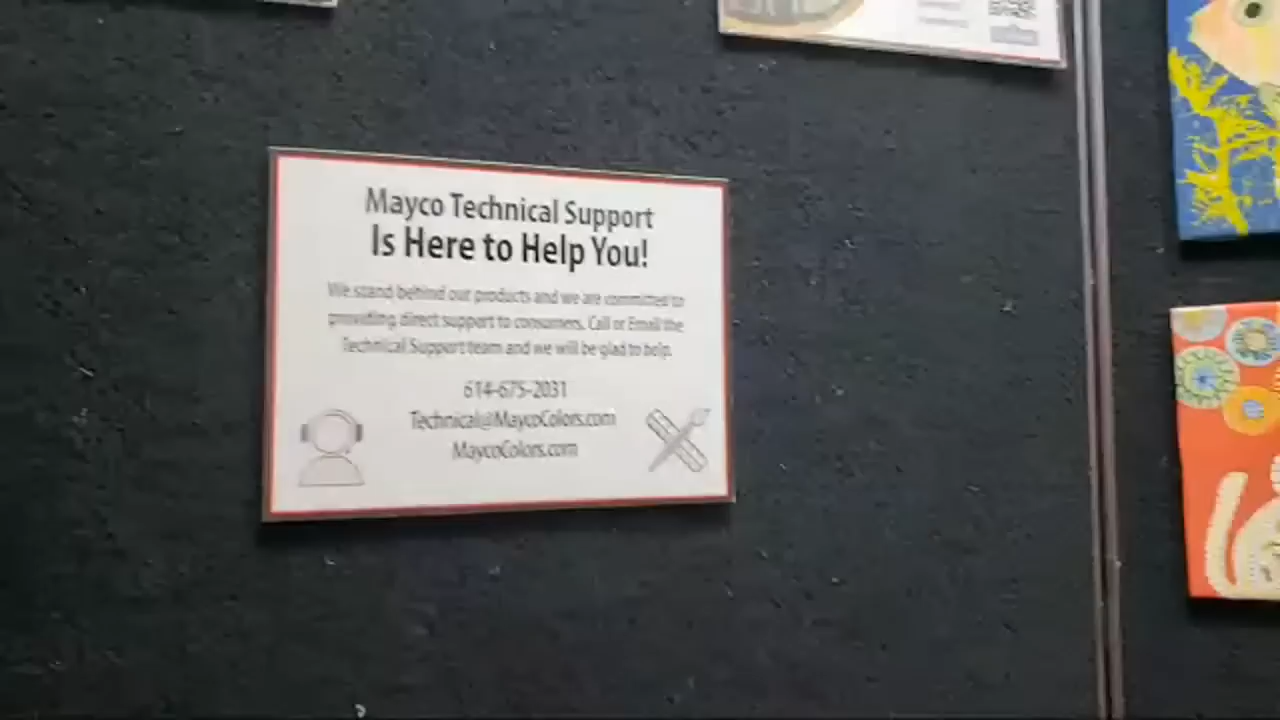 Mayco Technical Support
Is Here to Help You!
We stand behind our products and we are committed to
providing direct support to consumers. Call or Email the
Technical Support team and we will be glad to help.
614-675-2031
Technical@MaycoColors.com
MaycoColors.com